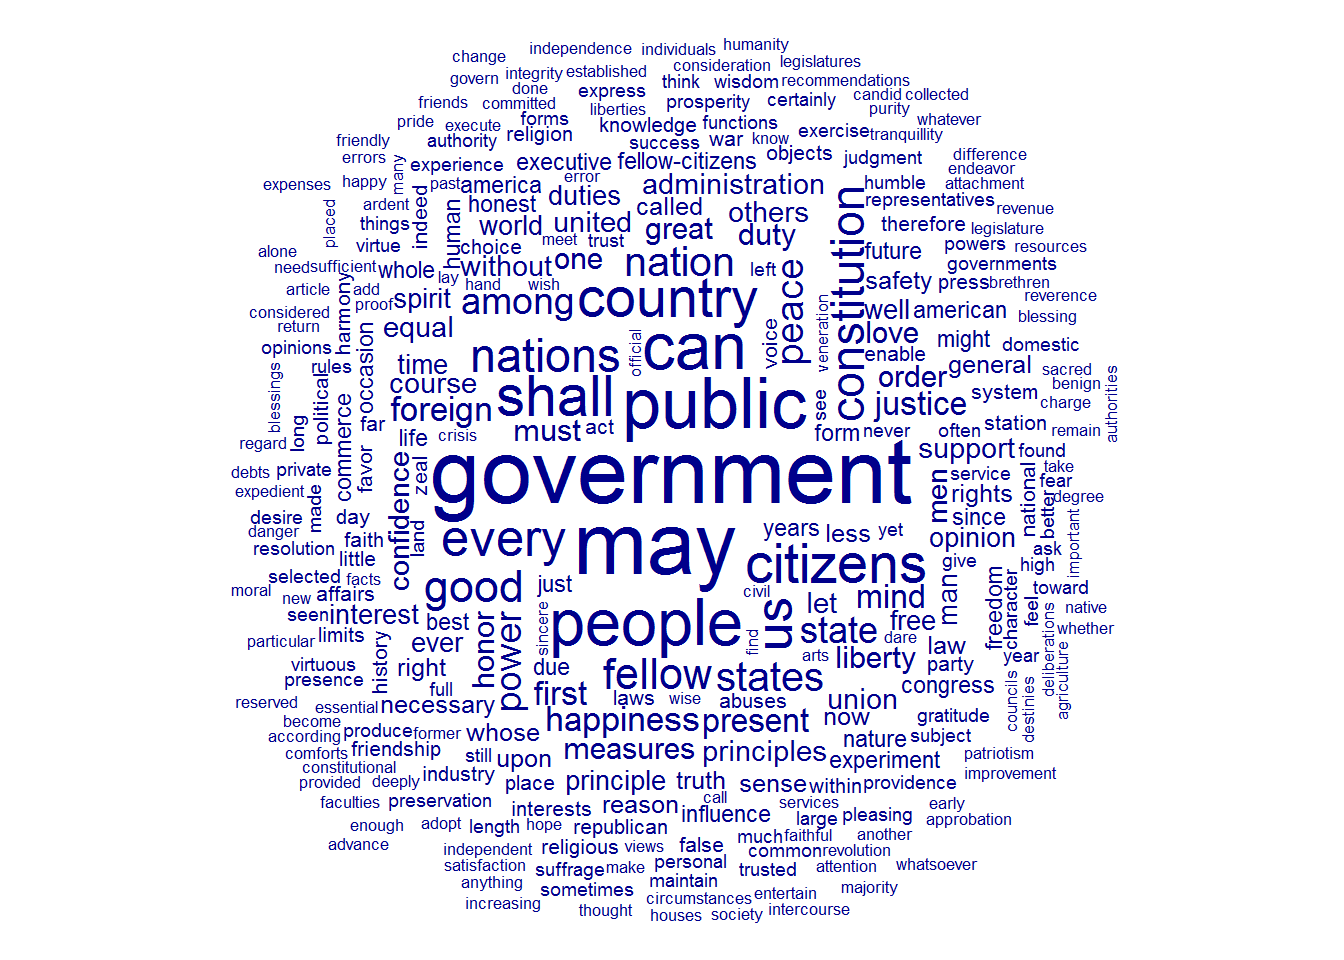 change
independence
individuals
humanity
govern
integrity
established
consideration
legislatures
done
express
think
wisdom
recommendations
friends
committed
liberties
prosperity
certainly
candid
collected
purity
pride
execute
forms
knowledge
functions
exercise
tranquillity
whatever
friendly
authority
religion
success
war
know
errors
many
experience
executive
fellow-citizens
objects
judgment
difference
endeavor
expenses
happy
past
america
error
administration
humble
attachment
placed
ardent
indeed
honest
duties
called
others
constitution
representatives
revenue
things
human
world
united
great
duty
therefore
legislature
alone
virtue
choice
meet
trust
future
powers
resources
need
sufficient
whole
lay
without
one
nation
left
peace
safety
press
governments
brethren
article
add
hand
wish
considered
proof
spirit
among
country
well
american
reverence
return
harmony
equal
official
can
voice
veneration
love
might
blessing
opinions
occasion
time
nations
enable
domestic
rules
course
shall
public
see
order
general
sacred
benign
blessings
political
commerce
far
foreign
must
act
justice
system
charge
authorities
regard
long
favor
life
crisis
form
never
often
station
remain
debts
private
confidence
zeal
government
support
found
expedient
made
men
service
national
take
fear
desire
day
land
every
may
years
less
yet
rights
since
better
degree
danger
faith
opinion
important
resolution
little
citizens
give
ask
selected
facts
good
just
civil
mind
man
freedom
character
high
toward
moral
new
affairs
seen
interest
honor
power
sincere
people
find
us
let
free
feel
native
particular
limits
best
ever
state
dare
law
deliberations
whether
virtuous
history
right
due
arts
liberty
party
year
agriculture
presence
full
first
fellow
states
congress
councils
destinies
reserved
essential
necessary
laws
wise
abuses
union
become
produce
former
whose
happiness
present
now
gratitude
according
nature
subject
comforts
friendship
still
upon
measures
principles
experiment
patriotism
constitutional
provided
deeply
industry
place
principle
truth
sense
within
providence
improvement
faculties
preservation
interests
reason
call
influence
services
large
pleasing
early
approbation
enough
adopt
length
hope
republican
much
faithful
another
advance
independent
religious
views
false
common
revolution
satisfaction
suffrage
make
personal
trusted
attention
whatsoever
anything
sometimes
maintain
entertain
majority
increasing
thought
circumstances
houses
society
intercourse